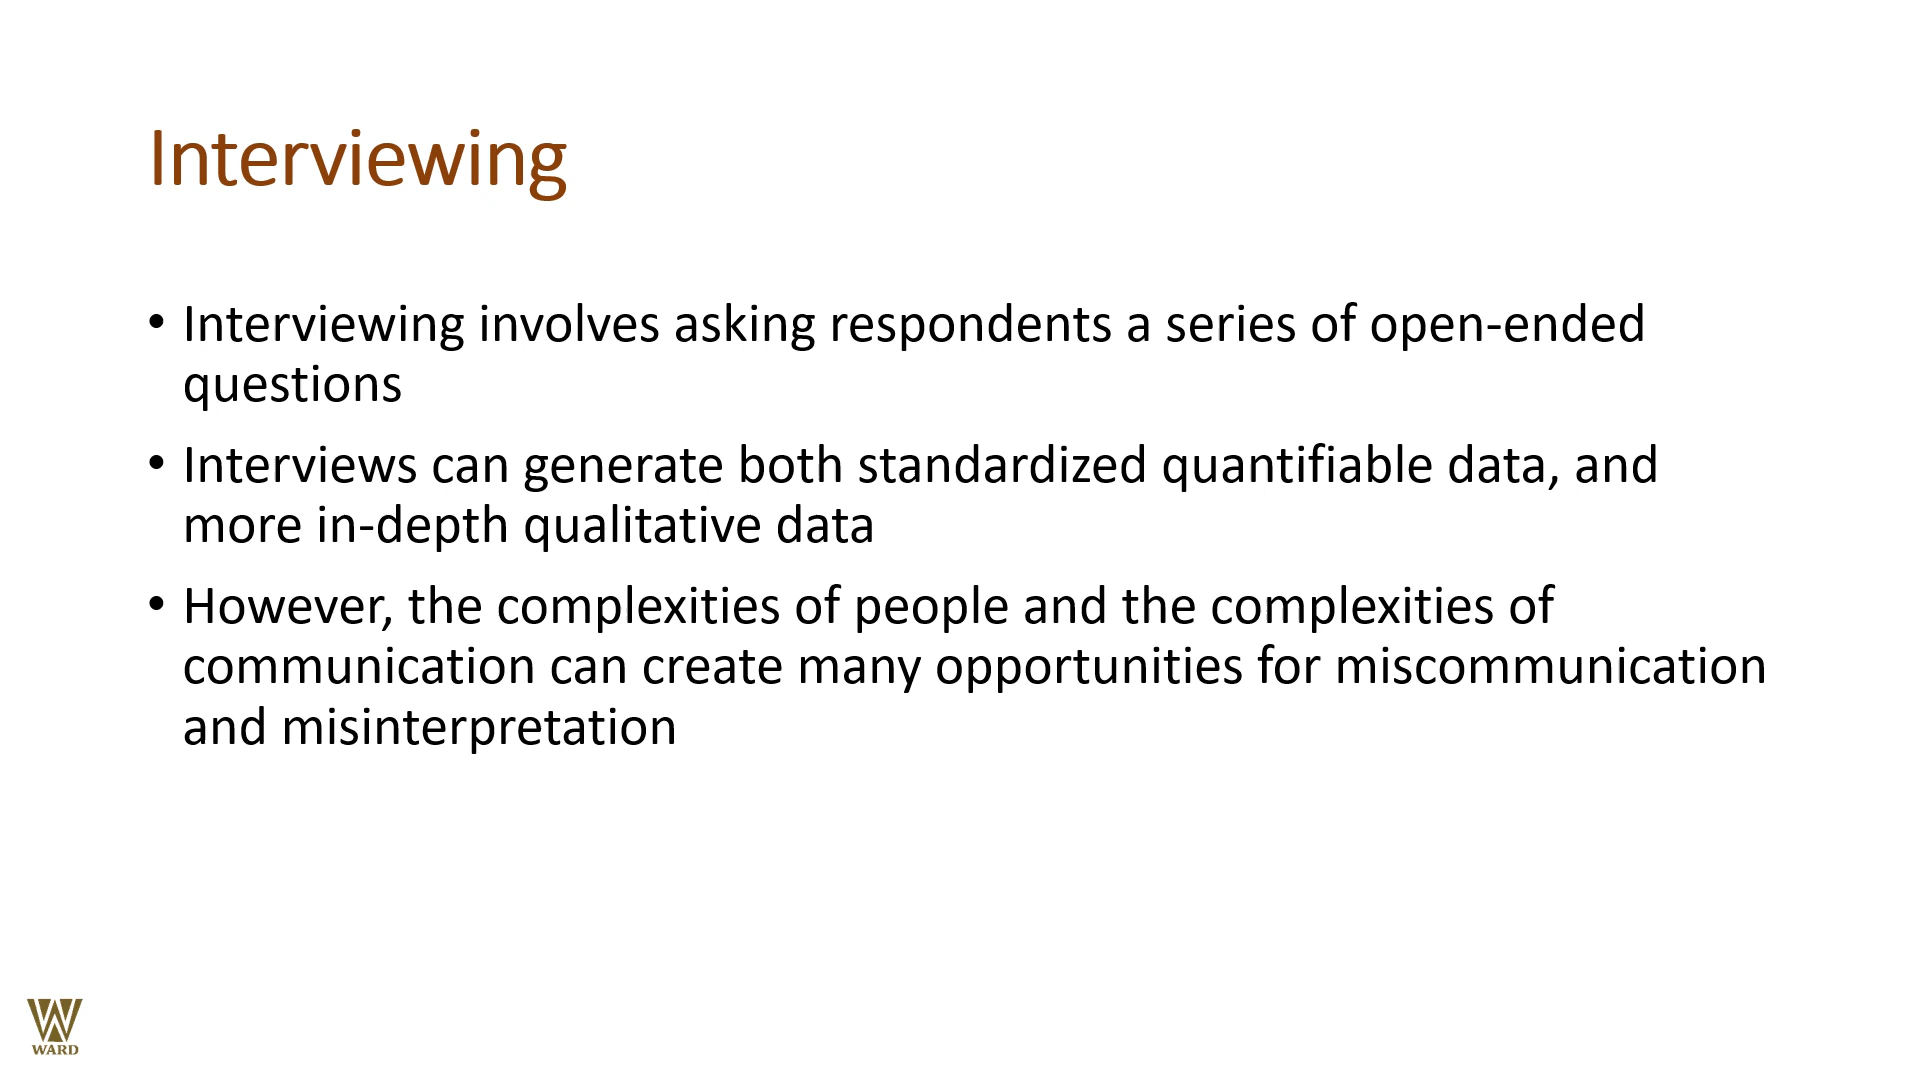 Interviewing
• Interviewing involves asking respondents a series of open-ended
questions
• Interviews can generate both standardized quantifiable data, and
more in-depth qualitative data
• However, the complexities of people and the complexities of
communication can create many opportunities for miscommunication
and misinterpretation
WARD